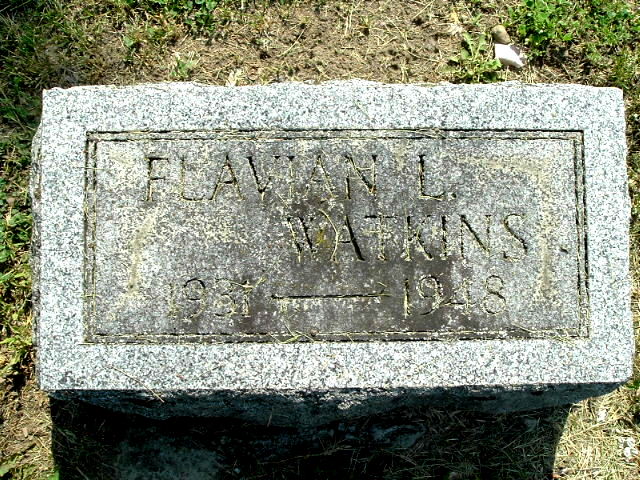 FLAVIAN L.
WATKINS
1931 — 1948